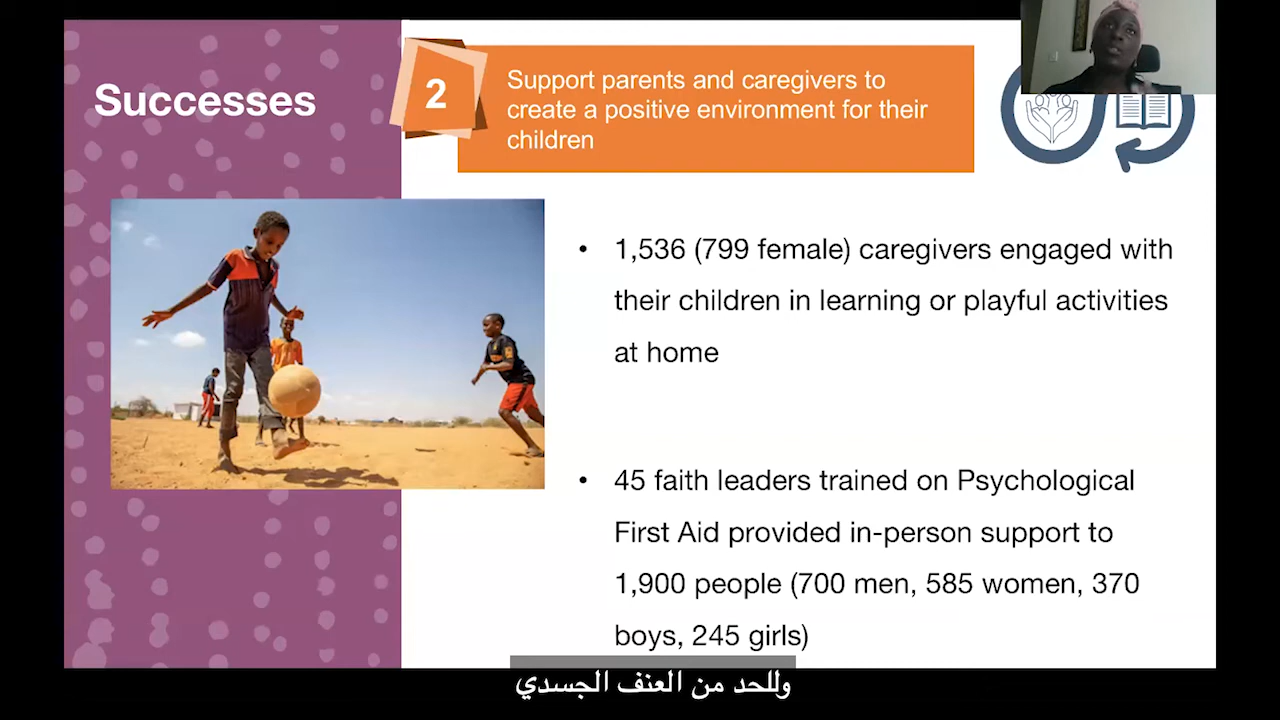 Successes
2
Support parents and caregivers to
create a positive environment for their
children
• 1,536 (799 female) caregivers engaged with
their children in learning or playful activities
at home
• 45 faith leaders trained on Psychological
First Aid provided in-person support to
1,900 people (700 men, 585 women, 370
boys, 245 girls)
وللحد من العنف الجسدي